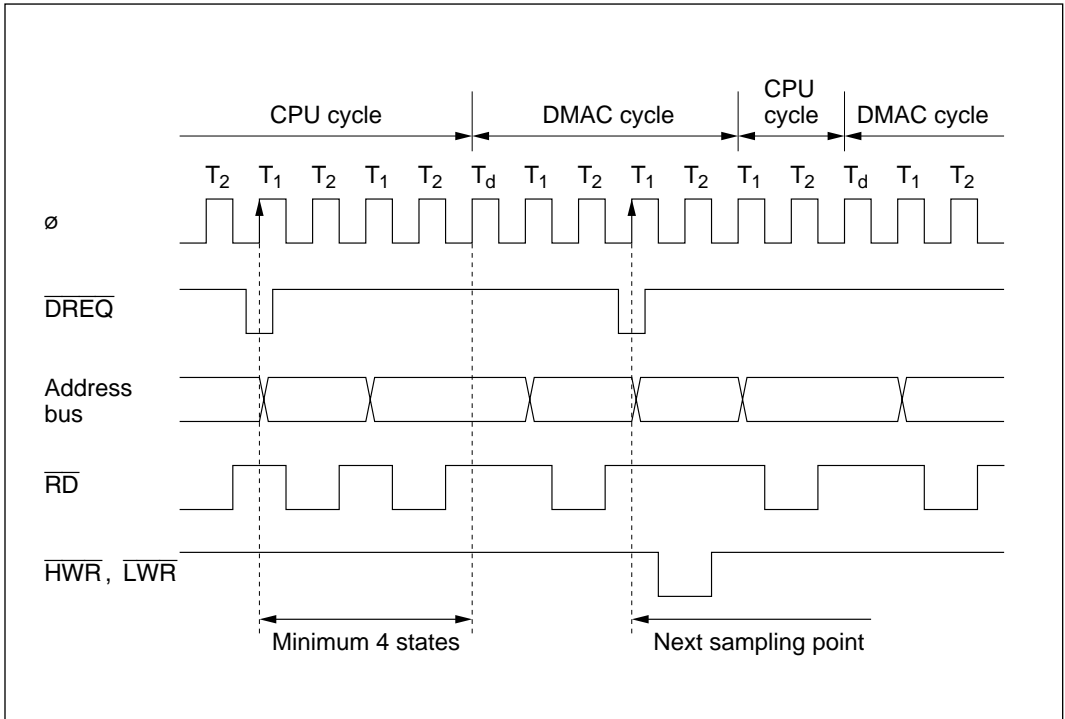 CPU cycle DMAC cycle CPU cycle DMAC cycle
T2 T1 T2 T1 T2 Td T1 T2 T1 T2 T1 T2 Td T1 T2
ø
DREQ
Address
bus
RD
HWR, LWR
Minimum 4 states Next sampling point